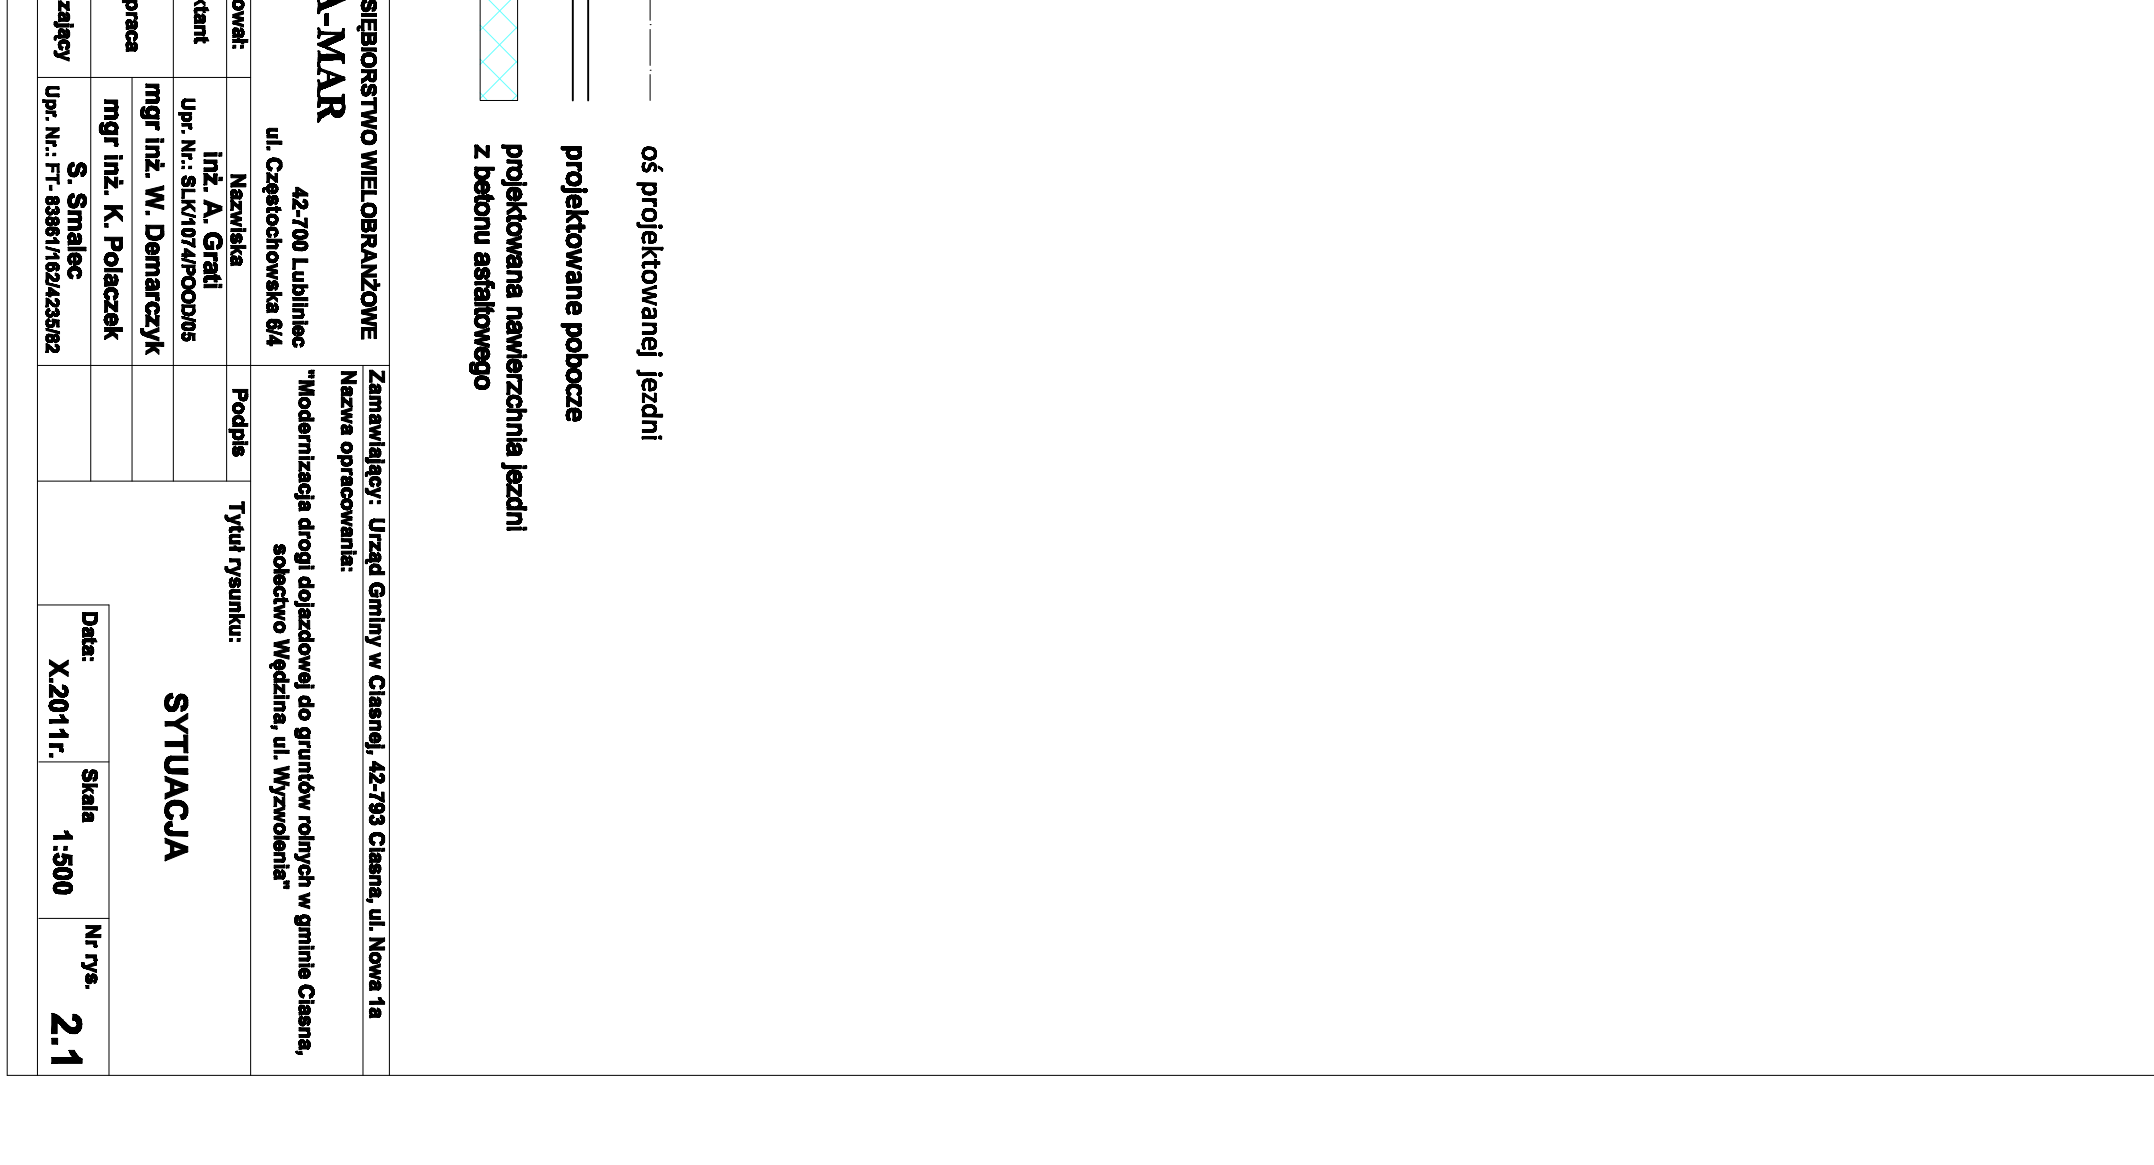 oś projektowanej jezdni
projektowane pobocze
projektowana nawierzchnia jezdni
z betonu asfaltowego
SIĘBIORSTWO WIELOBRANŻOWE
A-MAR
42-700 Lubliniec
ul. Częstochowska 6/4
Zamawiający: Urząd Gminy w Ciasnej, 42-793 Ciasna, ul. Nowa 1a
Nazwa opracowania:
"Modernizacja drogi dojazdowej do gruntów rolnych w gminie Ciasna,
sołectwo Wędzina, ul. Wyzwolenia"
ował: Nazwiska Podpis
Tytuł rysunku:
ktant inż. A. Grati
Upr. Nr.: SLK/1074/POOD/05
praca mgr inż. W. Demarczyk
mgr inż. K. Polaczek
zający S. Smalec
Upr. Nr.: FT- 83861/162/4235/82
SYTUACJA
Data: Skala Nr rys.
X.2011r. 1:500 2.1